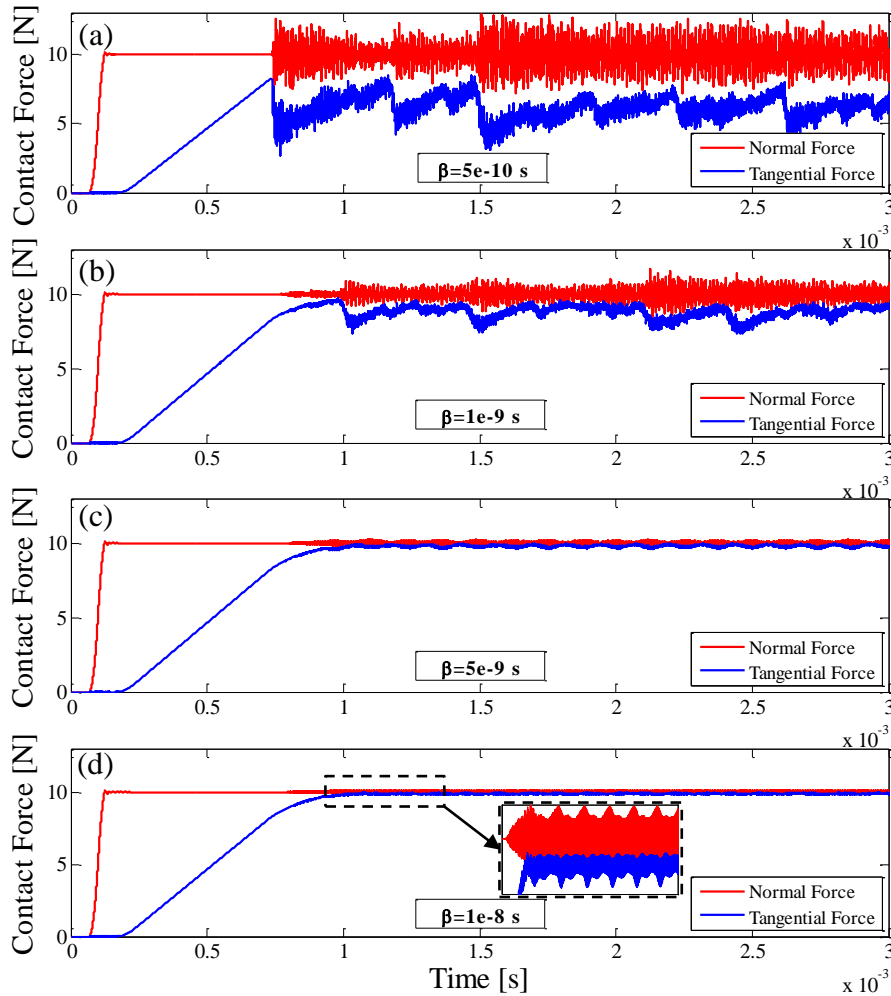 (a)
Contact Force [N]
10
5
0
β=5e-10 s
Normal Force
Tangential Force
0 0.5 1 1.5 2 2.5 3
x 10⁻³
(b)
Contact Force [N]
10
5
0
β=1e-9 s
Normal Force
Tangential Force
0 0.5 1 1.5 2 2.5 3
x 10⁻³
(c)
Contact Force [N]
10
5
0
β=5e-9 s
Normal Force
Tangential Force
0 0.5 1 1.5 2 2.5 3
x 10⁻³
(d)
Contact Force [N]
10
5
0
β=1e-8 s
Normal Force
Tangential Force
0 0.5 1 1.5 2 2.5 3
Time [s]
x 10⁻³